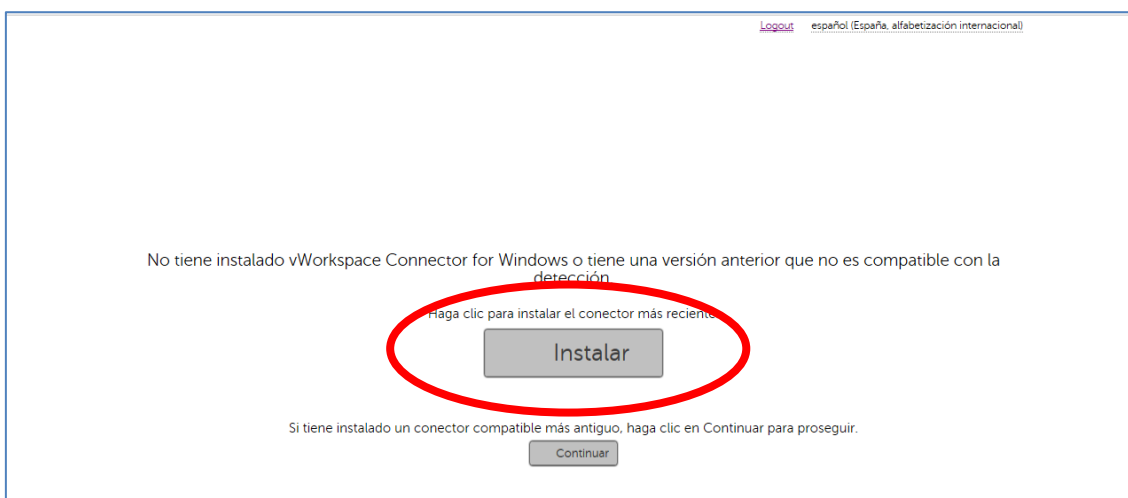 Logout español (España, alfabetización internacional)
No tiene instalado vWorkspace Connector for Windows o tiene una versión anterior que no es compatible con la
detección.
Haga clic para instalar el conector más reciente
Instalar
Si tiene instalado un conector compatible más antiguo, haga clic en Continuar para proseguir.
Continuar